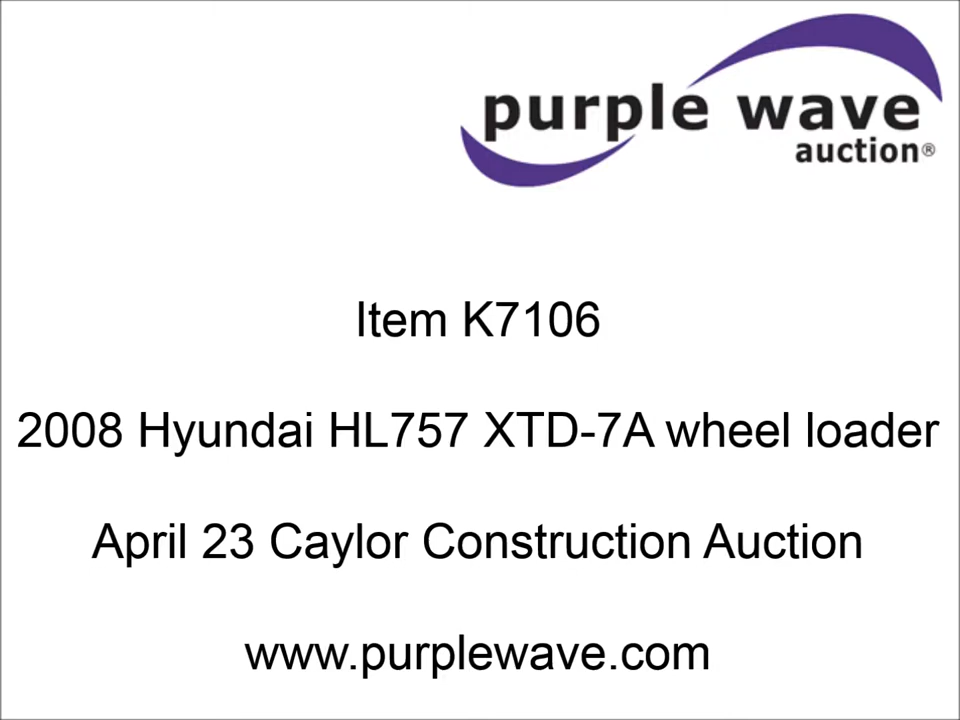 purple wave
auction®
Item K7106
2008 Hyundai HL757 XTD-7A wheel loader
April 23 Caylor Construction Auction
www.purplewave.com